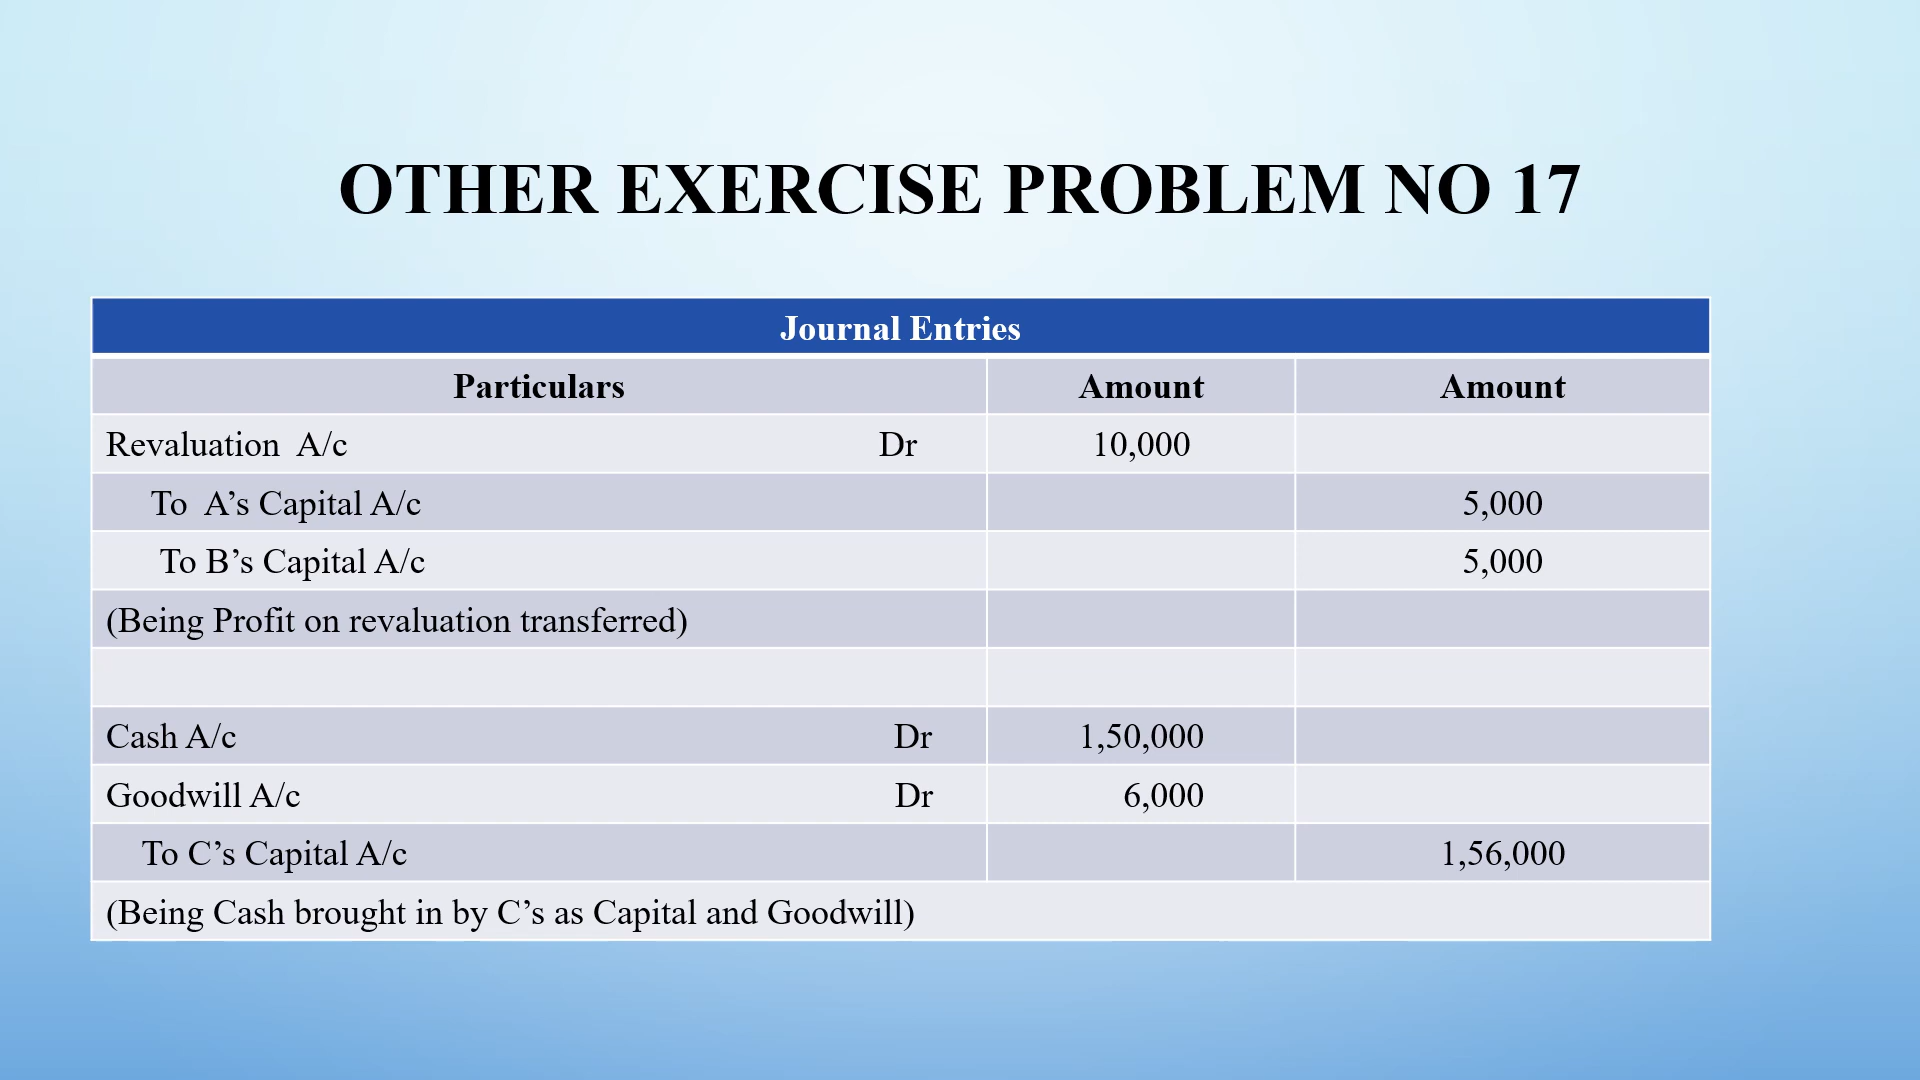 OTHER EXERCISE PROBLEM NO 17
Journal Entries
Particulars Amount Amount
Revaluation A/c Dr 10,000
To A’s Capital A/c 5,000
To B’s Capital A/c 5,000
(Being Profit on revaluation transferred)
Cash A/c Dr 1,50,000
Goodwill A/c Dr 6,000
To C’s Capital A/c 1,56,000
(Being Cash brought in by C’s as Capital and Goodwill)